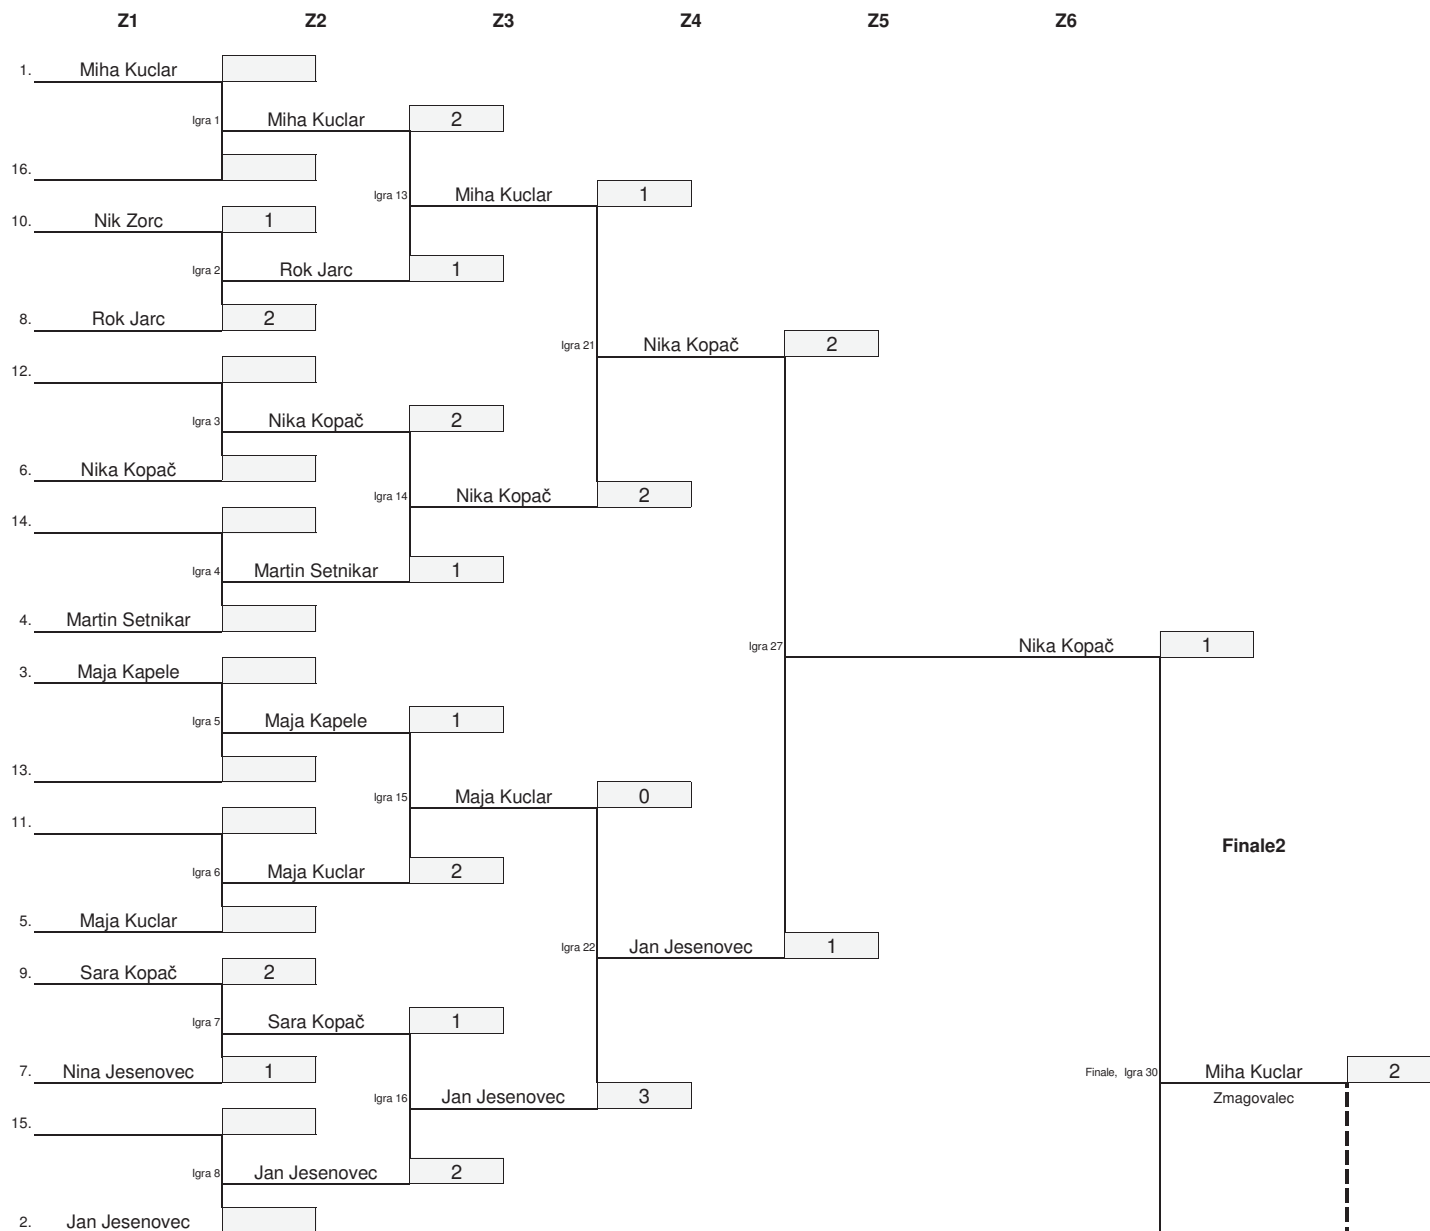 Z1 Z2 Z3 Z4 Z5 Z6
1. Miha Kuclar
Igra 1 Miha Kuclar 2
16.
Igra 13 Miha Kuclar 1
10. Nik Zorc 1
Igra 2 Rok Jarc 1
8. Rok Jarc 2
Igra 21 Nika Kopač 2
12.
Igra 3 Nika Kopač 2
6. Nika Kopač
Igra 14 Nika Kopač 2
14.
Igra 4 Martin Setnikar 1
4. Martin Setnikar
Igra 27 Nika Kopač 1
3. Maja Kapele
Igra 5 Maja Kapele 1
13.
Igra 15 Maja Kuclar 0
11.
Finale2
Igra 6 Maja Kuclar 2
5. Maja Kuclar
Igra 22 Jan Jesenovec 1
9. Sara Kopač 2
Igra 7 Sara Kopač 1
7. Nina Jesenovec 1
Finale, Igra 30 Miha Kuclar 2
Igra 16 Jan Jesenovec 3
Zmagovalec
15.
Igra 8 Jan Jesenovec 2
2. Jan Jesenovec